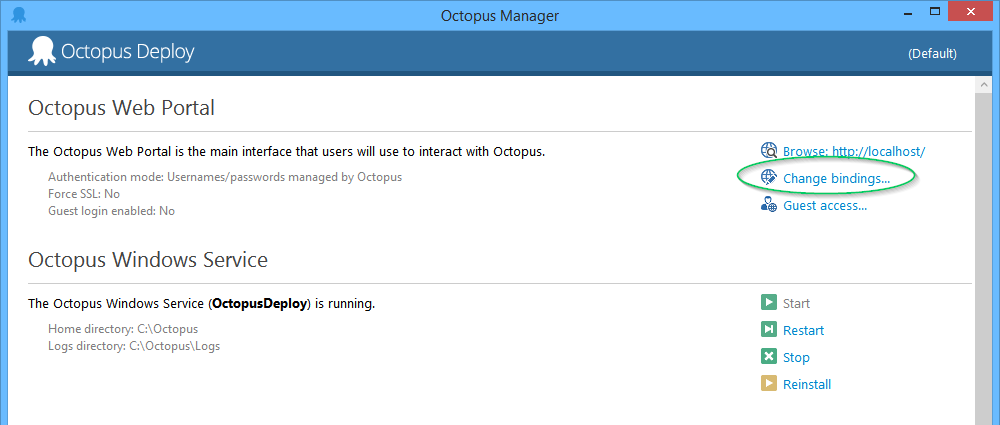 Octopus Manager
Octopus Deploy
(Default)
Octopus Web Portal
The Octopus Web Portal is the main interface that users will use to interact with Octopus.
Browse: http://localhost/
Authentication mode: Usernames/passwords managed by Octopus
Change bindings...
Force SSL: No
Guest login enabled: No
Guest access...
Octopus Windows Service
The Octopus Windows Service (OctopusDeploy) is running.
Start
Home directory: C:\Octopus
Restart
Logs directory: C:\Octopus\Logs
Stop
Reinstall